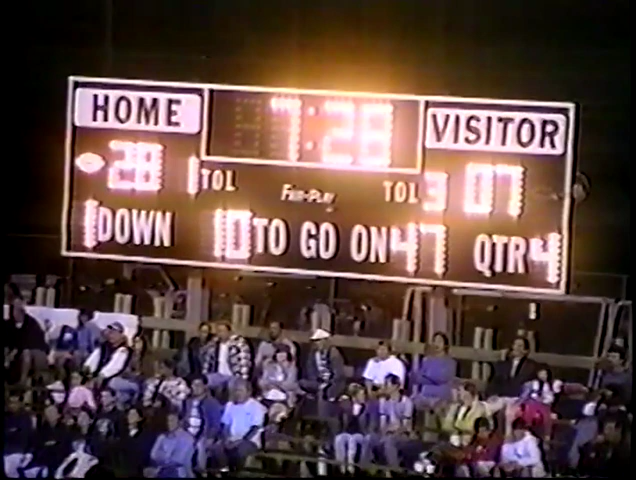 HOME 7:28 VISITOR
28 1 TOL FAIR-PLAY TOL 3 07
1 DOWN 10 TO GO ON 47 QTR 4